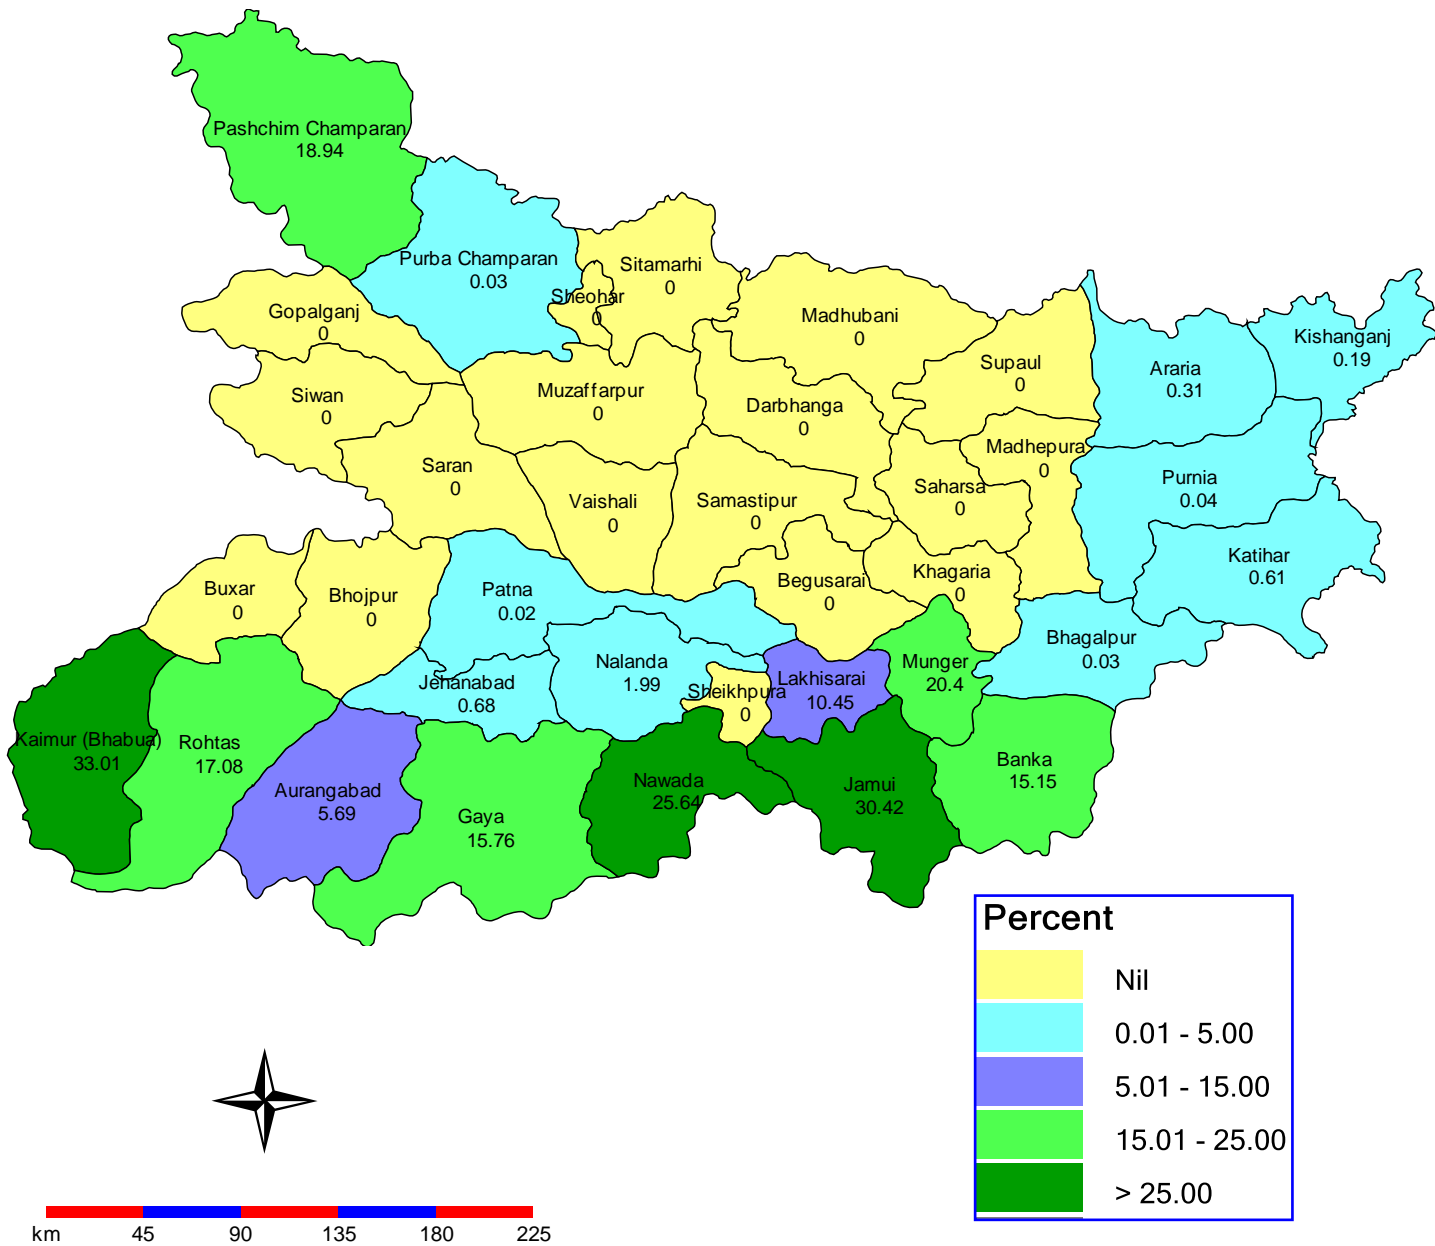 Pashchim Champaran
18.94
Purba Champaran
0.03
Sitamarhi
0
Sheohar
0
Gopalganj
0
Madhubani
0
Kishanganj
0.19
Supaul
0
Araria
0.31
Siwan
0
Muzaffarpur
0
Darbhanga
0
Madhepura
0
Saran
0
Vaishali
0
Samastipur
0
Saharsa
0
Purnia
0.04
Katihar
0.61
Buxar
0
Bhojpur
0
Patna
0.02
Begusarai
0
Khagaria
0
Bhagalpur
0.03
Jehanabad
0.68
Nalanda
1.99
Sheikhpura
0
Lakhisarai
10.45
Munger
20.4
Kaimur (Bhabua)
33.01
Rohtas
17.08
Aurangabad
5.69
Gaya
15.76
Nawada
25.64
Jamui
30.42
Banka
15.15
Percent
Nil
0.01 - 5.00
5.01 - 15.00
15.01 - 25.00
> 25.00
km 45 90 135 180 225